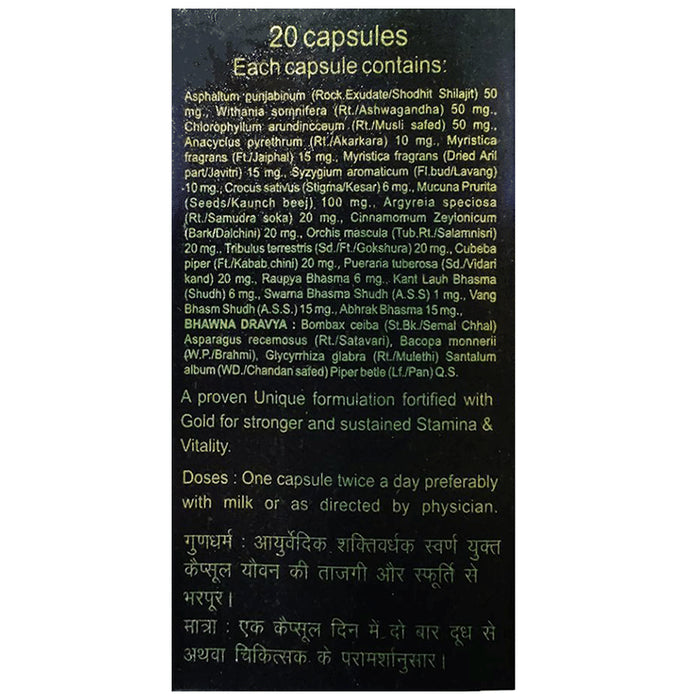 20 capsules
Each capsule contains:
Asphaltum punjabinum (Rock.Exudate/Shodhit Shilajit) 50
mg., Withania somnifera (Rt./Ashwagandha) 50 mg.,
Chlorophyllum arundincceum (Rt./Musli safed) 50 mg.,
Anacyclus pyrethrum (Rt./Akarkara) 10 mg., Myristica
fragrans (Ft./Jaiphal) 15 mg., Myristica fragrans (Dried Aril
part/Javitri) 15 mg., Syzygium aromaticum (Fl.bud/Lavang)
10 mg., Crocus sativus (Stigma/Kesar) 6 mg., Mucuna Prurita
(Seeds/Kaunch beej) 100 mg., Argyreia speciosa
(Rt./Samudra soka) 20 mg., Cinnamomum Zeylonicum
(Bark/Dalchini) 20 mg., Orchis mascula (Tub.Rt./Salamnisri)
20 mg., Tribulus terrestris (Sd./Ft./Gokshura) 20 mg., Cubeba
piper (Ft./Kabab chini) 20 mg., Pueraria tuberosa (Sd./Vidari
kand) 20 mg., Raupya Bhasma 6 mg., Kant Lauh Bhasma
(Shudh) 6 mg., Swarna Bhasma Shudh (A.S.S) 1 mg., Vang
Bhasm Shudh (A.S.S.) 15 mg., Abhrak Bhasma 15 mg.,
BHAWNA DRAVYA : Bombax ceiba (St.Bk./Semal Chhal)
Asparagus recemosus (Rt./Satavari), Bacopa monnerii
(W.P./Brahmi), Glycyrrhiza glabra (Rt./Mulethi) Santalum
album (WD./Chandan safed) Piper betle (Lf./Pan) Q.S.
A proven Unique formulation fortified with
Gold for stronger and sustained Stamina &
Vitality.
Doses : One capsule twice a day preferably
with milk or as directed by physician.
गुणधर्म : आयुर्वेदिक शक्तिवर्धक स्वर्ण युक्त
कैप्सूल यौवन की ताजगी और स्फूर्ति से
भरपूर।
मात्रा : एक कैप्सूल दिन में दो बार दूध से
अथवा चिकित्सक के परामर्शानुसार।